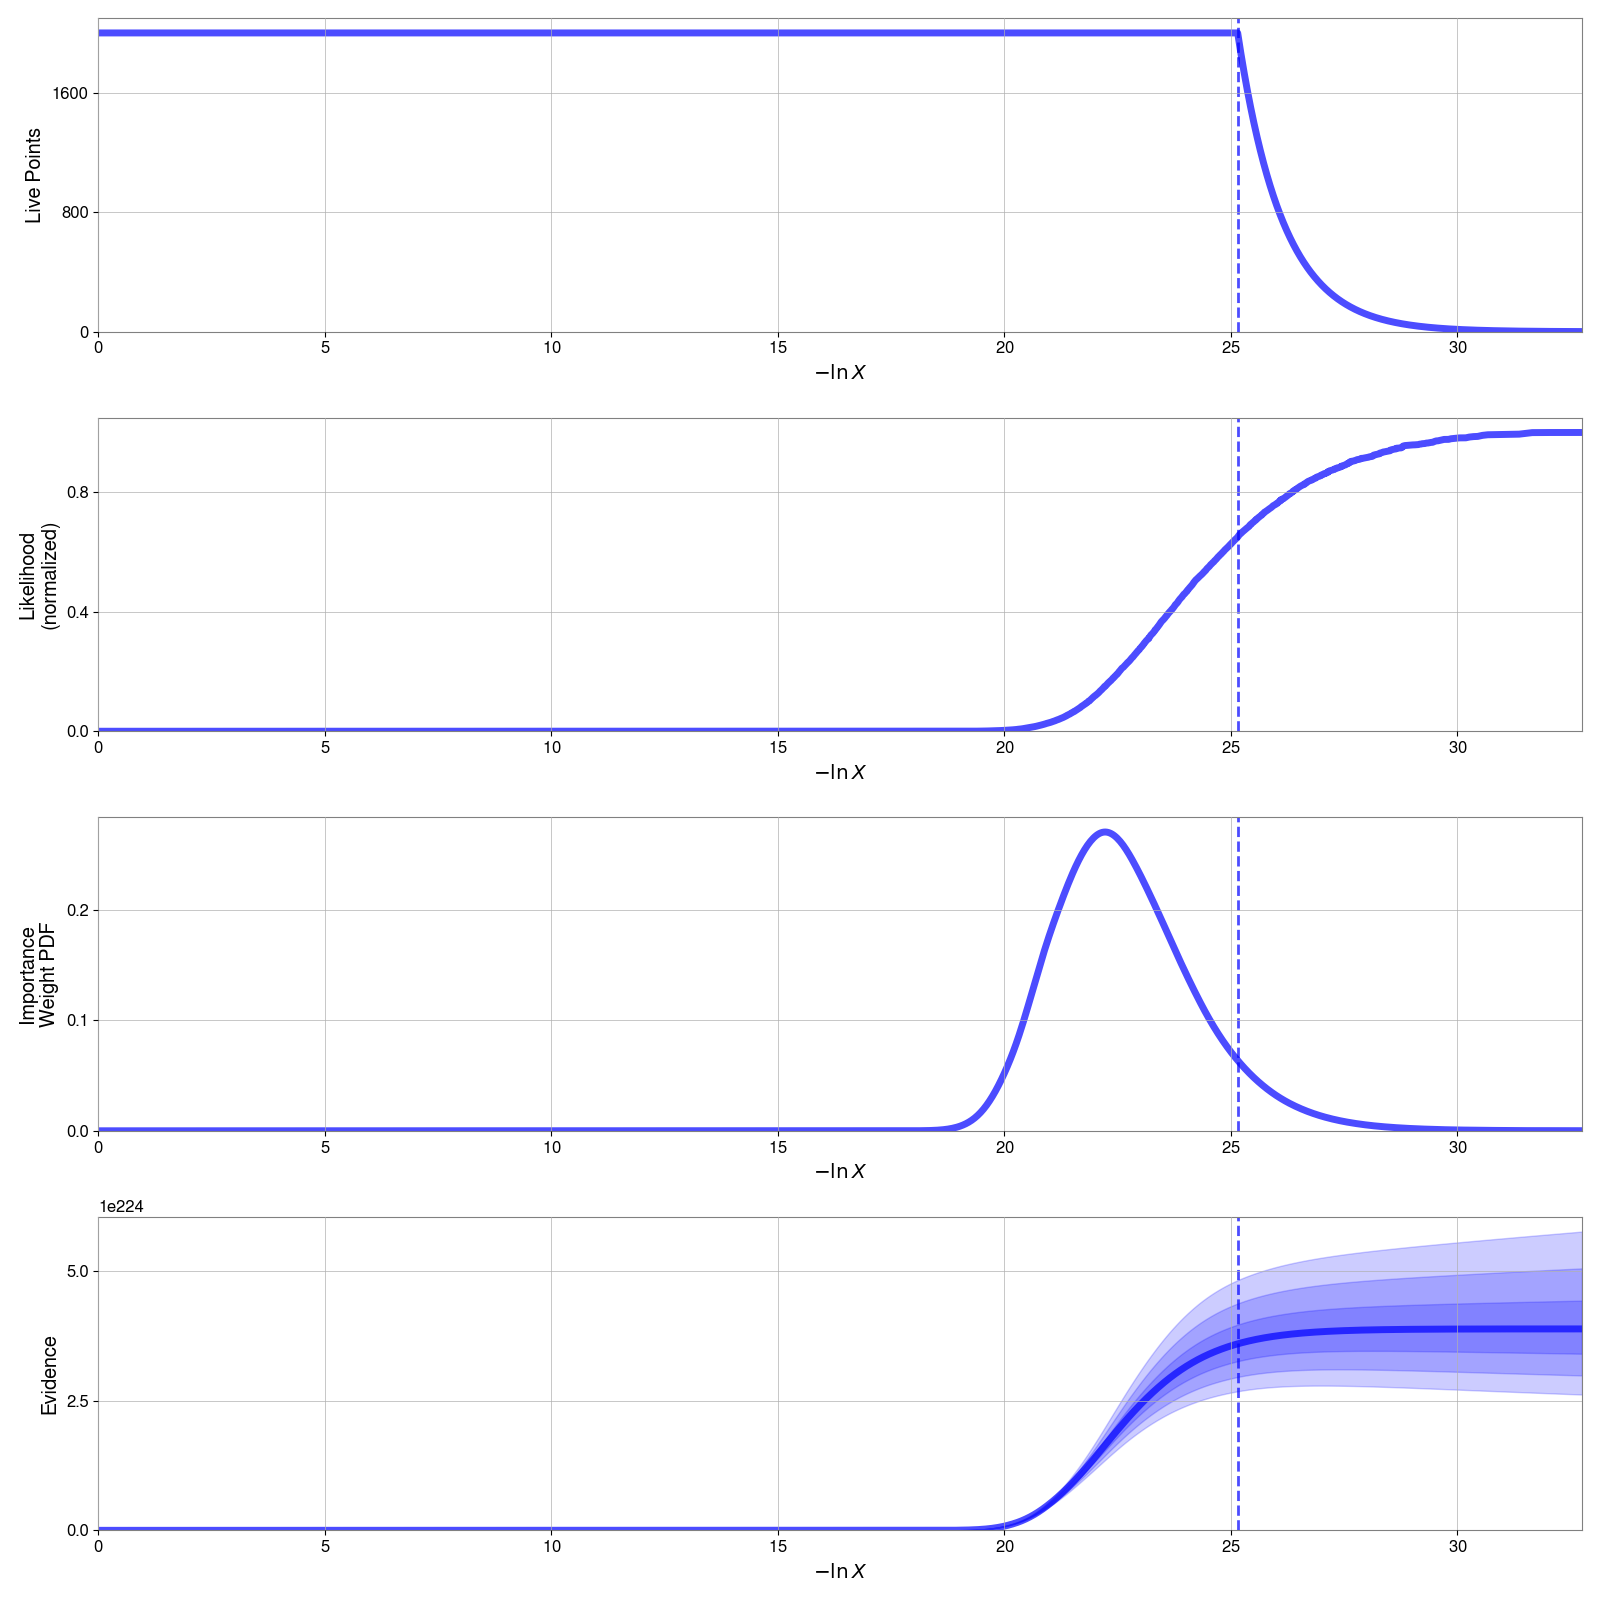 1600
800
0
Live Points
0 5 10 15 20 25 30
−ln X
0.8
0.4
0.0
Likelihood
(normalized)
0 5 10 15 20 25 30
−ln X
0.2
0.1
0.0
Importance
Weight PDF
0 5 10 15 20 25 30
−ln X
1e224
5.0
2.5
0.0
Evidence
0 5 10 15 20 25 30
−ln X